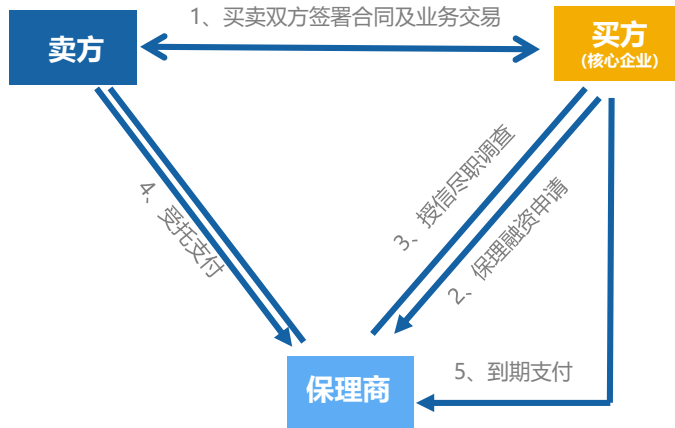 1、买卖双方签署合同及业务交易
卖方
买方
(核心企业)
3、授信尽职调查
4、受托支付
2、保理融资申请
保理商
5、到期支付